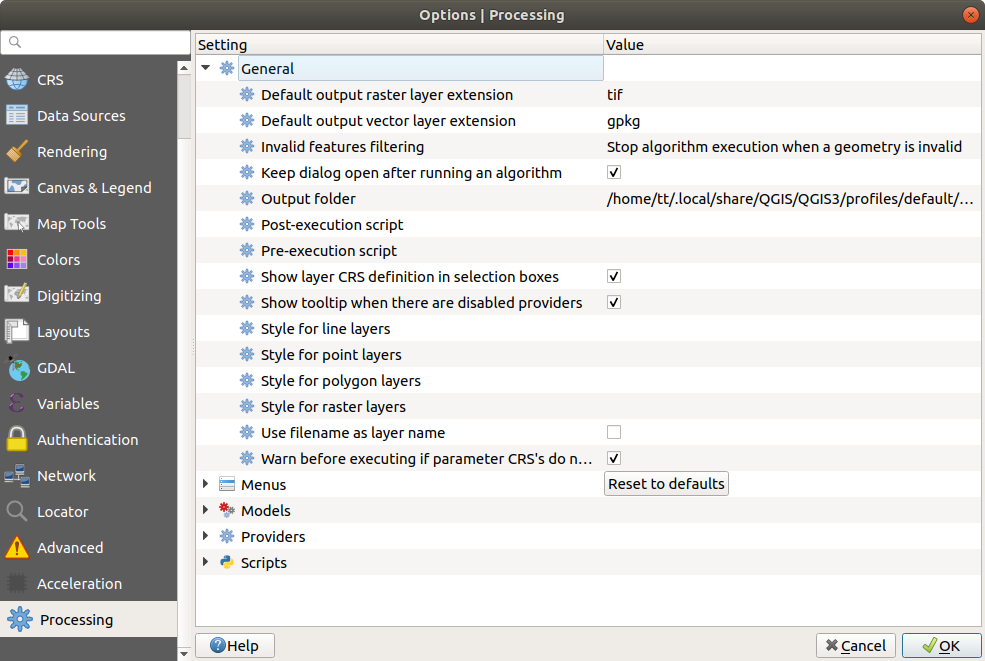 Options | Processing
Setting
Value
CRS
Data Sources
Rendering
Canvas & Legend
Map Tools
Colors
Digitizing
Layouts
GDAL
Variables
Authentication
Network
Locator
Advanced
Acceleration
Processing
General
Default output raster layer extension
tif
Default output vector layer extension
gpkg
Invalid features filtering
Stop algorithm execution when a geometry is invalid
Keep dialog open after running an algorithm
Output folder
/home/tt/.local/share/QGIS/QGIS3/profiles/default/...
Post-execution script
Pre-execution script
Show layer CRS definition in selection boxes
Show tooltip when there are disabled providers
Style for line layers
Style for point layers
Style for polygon layers
Style for raster layers
Use filename as layer name
Warn before executing if parameter CRS's do n...
Menus
Reset to defaults
Models
Providers
Scripts
Help
Cancel
OK